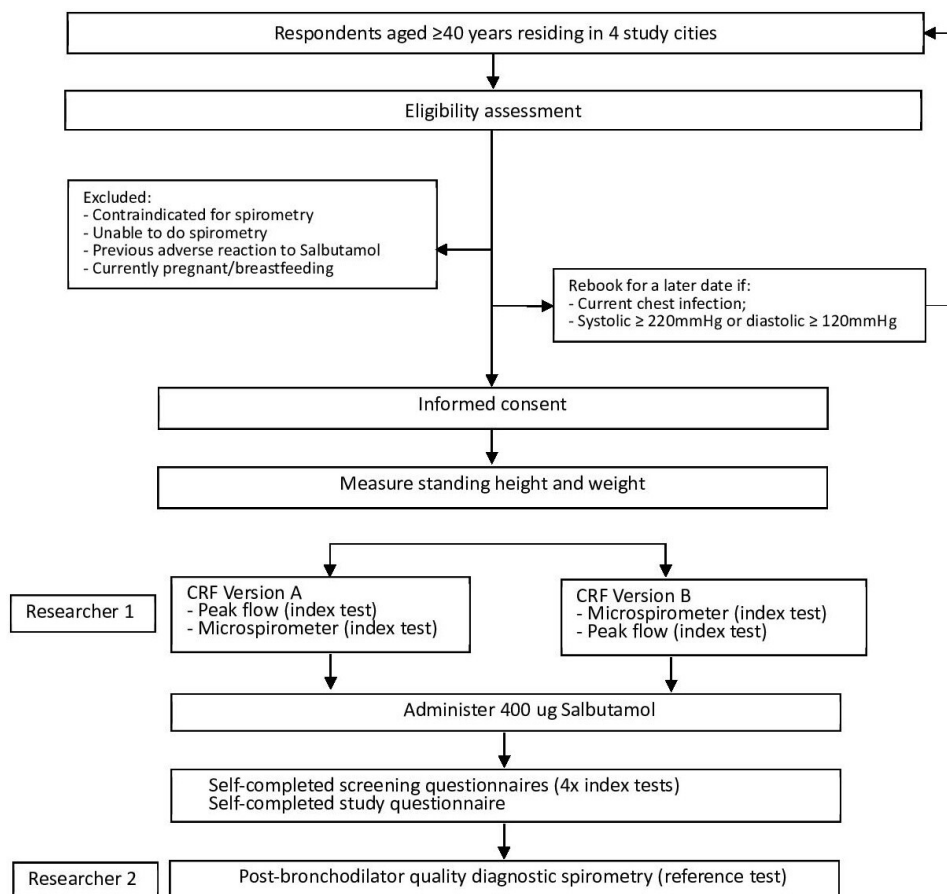 Respondents aged ≥40 years residing in 4 study cities
Eligibility assessment
Excluded:
- Contraindicated for spirometry
- Unable to do spirometry
- Previous adverse reaction to Salbutamol
- Currently pregnant/breastfeeding
Rebook for a later date if:
- Current chest infection;
- Systolic ≥ 220mmHg or diastolic ≥ 120mmHg
Informed consent
Measure standing height and weight
Researcher 1
CRF Version A
- Peak flow (index test)
- Microspirometer (index test)
CRF Version B
- Microspirometer (index test)
- Peak flow (index test)
Administer 400 ug Salbutamol
Self-completed screening questionnaires (4x index tests)
Self-completed study questionnaire
Researcher 2
Post-bronchodilator quality diagnostic spirometry (reference test)